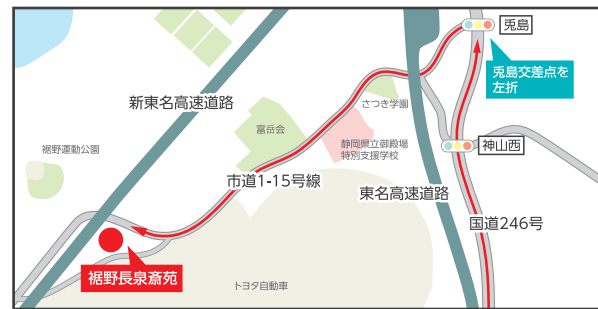 兎島
兎島交差点を
左折
新東名高速道路
さつき学園
富岳会
静岡県立御殿場
特別支援学校
神山西
裾野運動公園
市道1-15号線
東名高速道路
国道246号
裾野長泉斎苑
トヨタ自動車